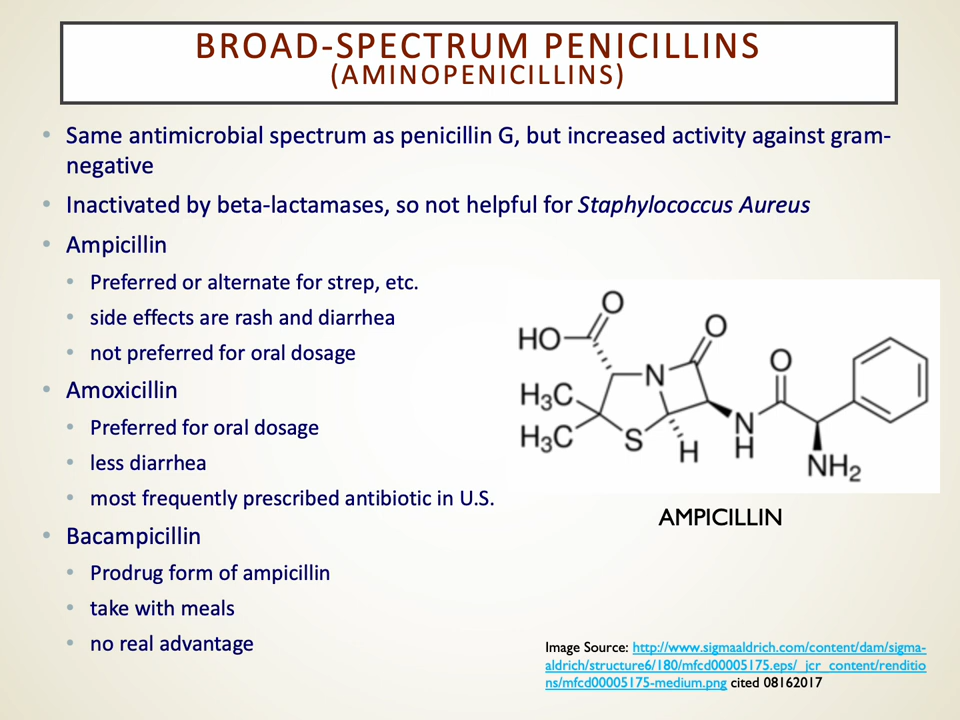 BROAD-SPECTRUM PENICILLINS
(AMINOPENICILLINS)
• Same antimicrobial spectrum as penicillin G, but increased activity against gram-
negative
• Inactivated by beta-lactamases, so not helpful for Staphylococcus Aureus
• Ampicillin
• Preferred or alternate for strep, etc.
• side effects are rash and diarrhea
• not preferred for oral dosage
• Amoxicillin
• Preferred for oral dosage
• less diarrhea
• most frequently prescribed antibiotic in U.S.
• Bacampicillin
• Prodrug form of ampicillin
• take with meals
• no real advantage
O
HO
O
O
N
H₃C
H₃C
S
H
N
H
NH₂
AMPICILLIN
Image Source: http://www.sigmaaldrich.com/content/dam/sigma-
aldrich/structure6/180/mfcd00005175.eps/_jcr_content/renditio
ns/mfcd00005175-medium.png cited 08162017